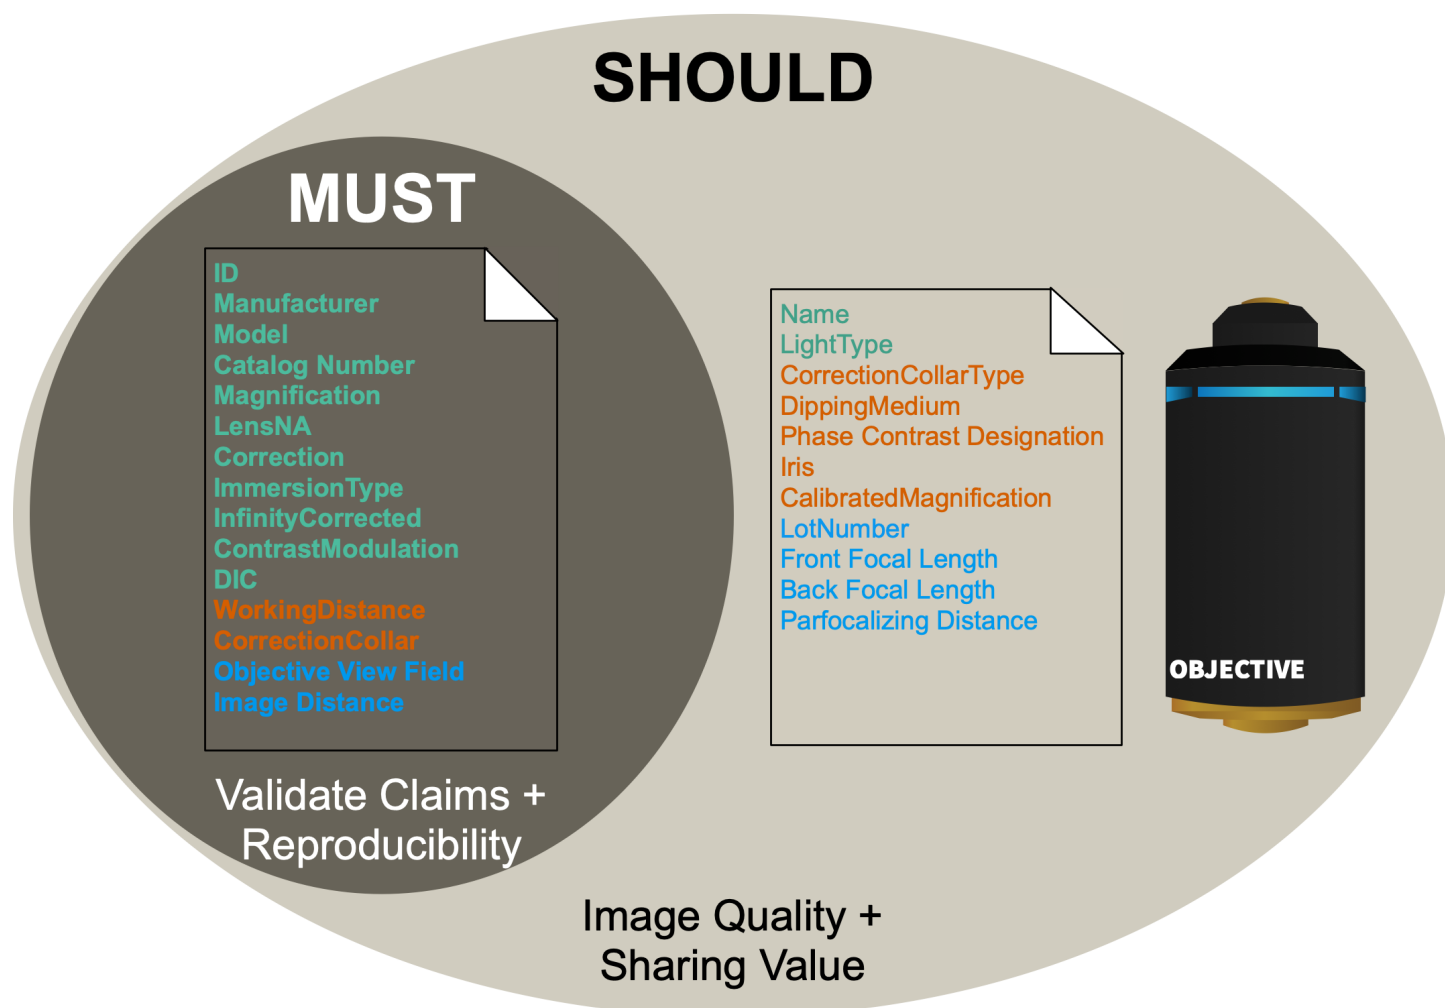 SHOULD
MUST
ID
Manufacturer
Model
Catalog Number
Magnification
LensNA
Correction
ImmersionType
InfinityCorrected
ContrastModulation
DIC
WorkingDistance
CorrectionCollar
Objective View Field
Image Distance
Validate Claims +
Reproducibility
Name
LightType
CorrectionCollarType
DippingMedium
Phase Contrast Designation
Iris
CalibratedMagnification
LotNumber
Front Focal Length
Back Focal Length
Parfocalizing Distance
OBJECTIVE
Image Quality +
Sharing Value